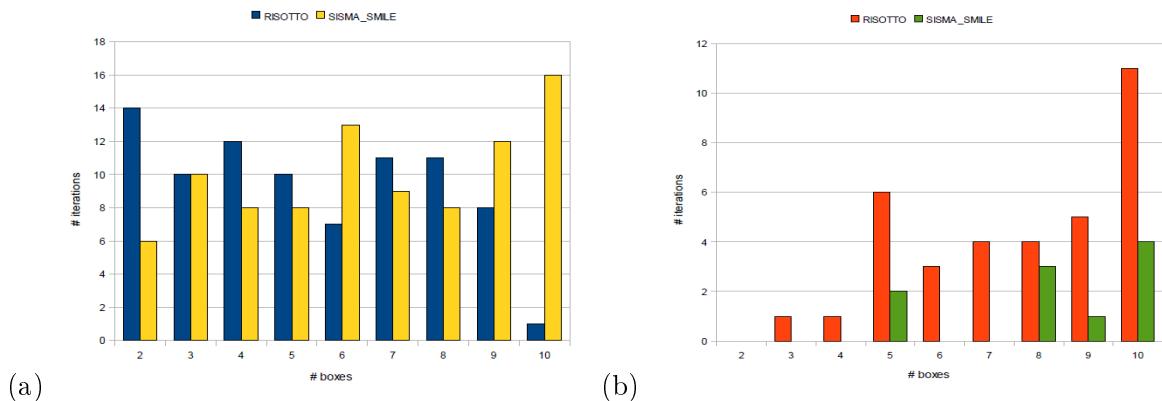 RISOTTO SISMA_SMILE
18
16
14
12
10
8
6
4
2
0
# iterations
2 3 4 5 6 7 8 9 10
# boxes
(a)
RISOTTO SISMA_SMILE
12
10
8
6
4
2
0
# iterations
2 3 4 5 6 7 8 9 10
# boxes
(b)